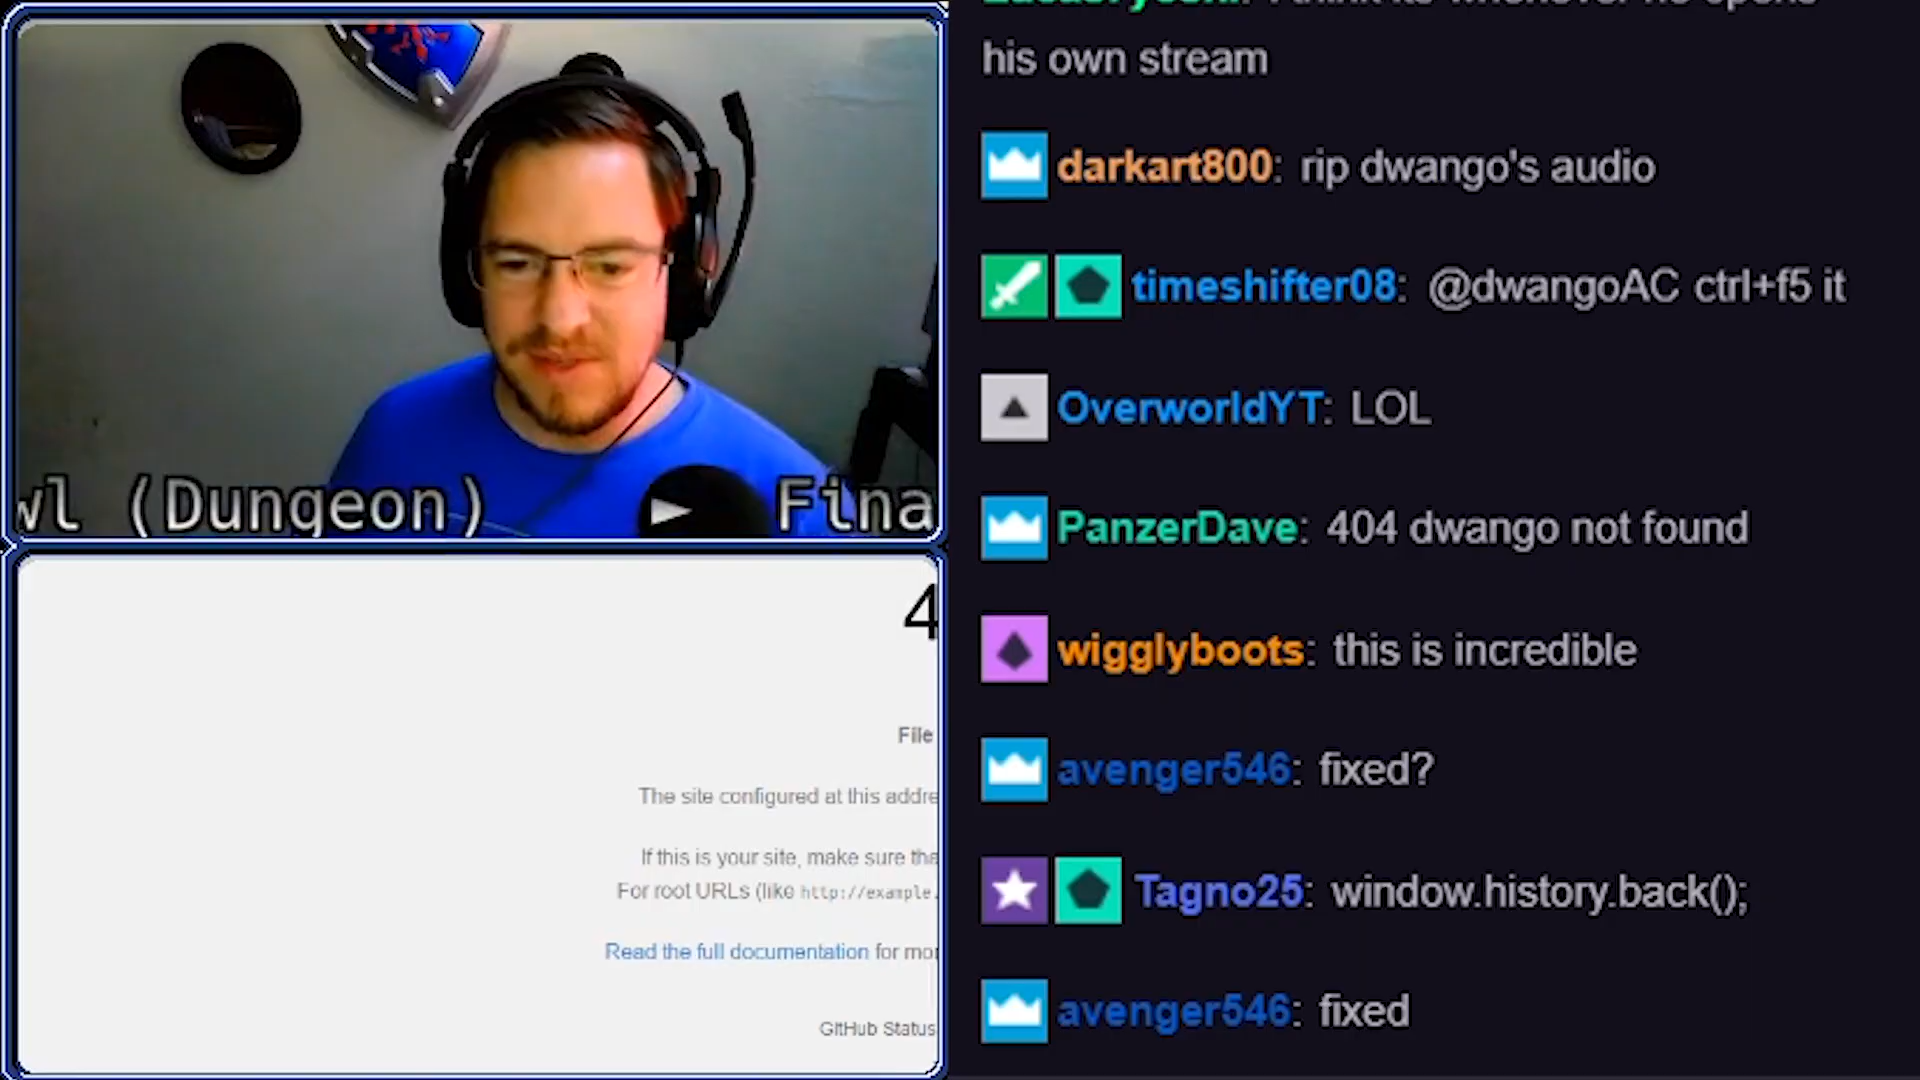 wl (Dungeon) ► Fina
4
File
The site configured at this addre
If this is your site, make sure tha
For root URLs (like http://example.
Read the full documentation for mor
GitHub Status
his own stream
darkart800: rip dwango's audio
timeshifter08: @dwangoAC ctrl+f5 it
OverworldYT: LOL
PanzerDave: 404 dwango not found
wigglyboots: this is incredible
avenger546: fixed?
Tagno25: window.history.back();
avenger546: fixed